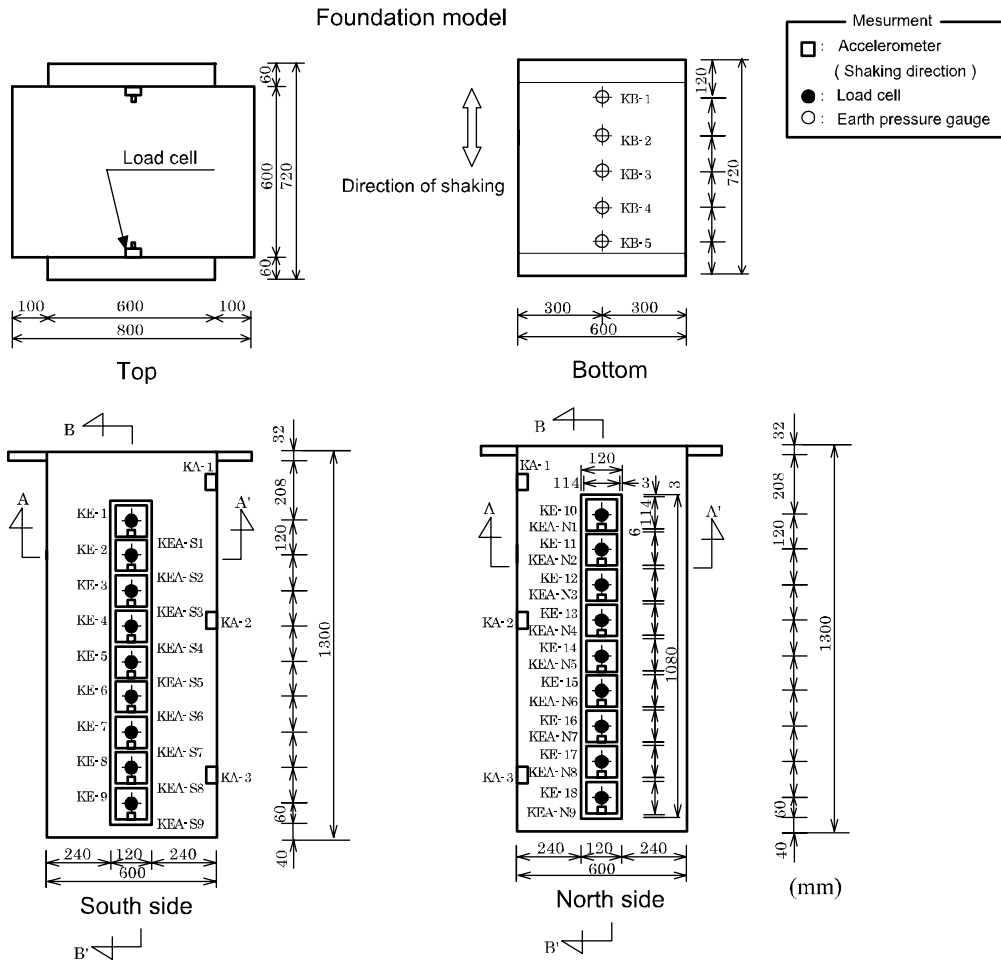 Foundation model
Mesurment
: Accelerometer
( Shaking direction )
: Load cell
: Earth pressure gauge
60
600
720
60
Load cell
100
600
100
800
Top
Direction of shaking
KB-1
KB-2
KB-3
KB-4
KB-5
120
720
300
300
600
Bottom
B
A
A'
KA-1
KE-1
KE-2
KE-3
KE-4
KE-5
KE-6
KE-7
KE-8
KE-9
KEA-S1
KEA-S2
KEA-S3
KEA-S4
KEA-S5
KEA-S6
KEA-S7
KEA-S8
KEA-S9
KA-2
KA-3
32
208
120
1300
60
40
240
120
240
600
South side
B'
B
A
A'
KA-1
KA-2
KA-3
120
114
3
KE-10
KEA-N1
KE-11
KEA-N2
KE-12
KEA-N3
KE-13
KEA-N4
KE-14
KEA-N5
KE-15
KEA-N6
KE-16
KEA-N7
KE-17
KEA-N8
KE-18
KEA-N9
3
114
6
1080
32
208
120
1300
60
40
240
120
240
600
North side
B'
(mm)